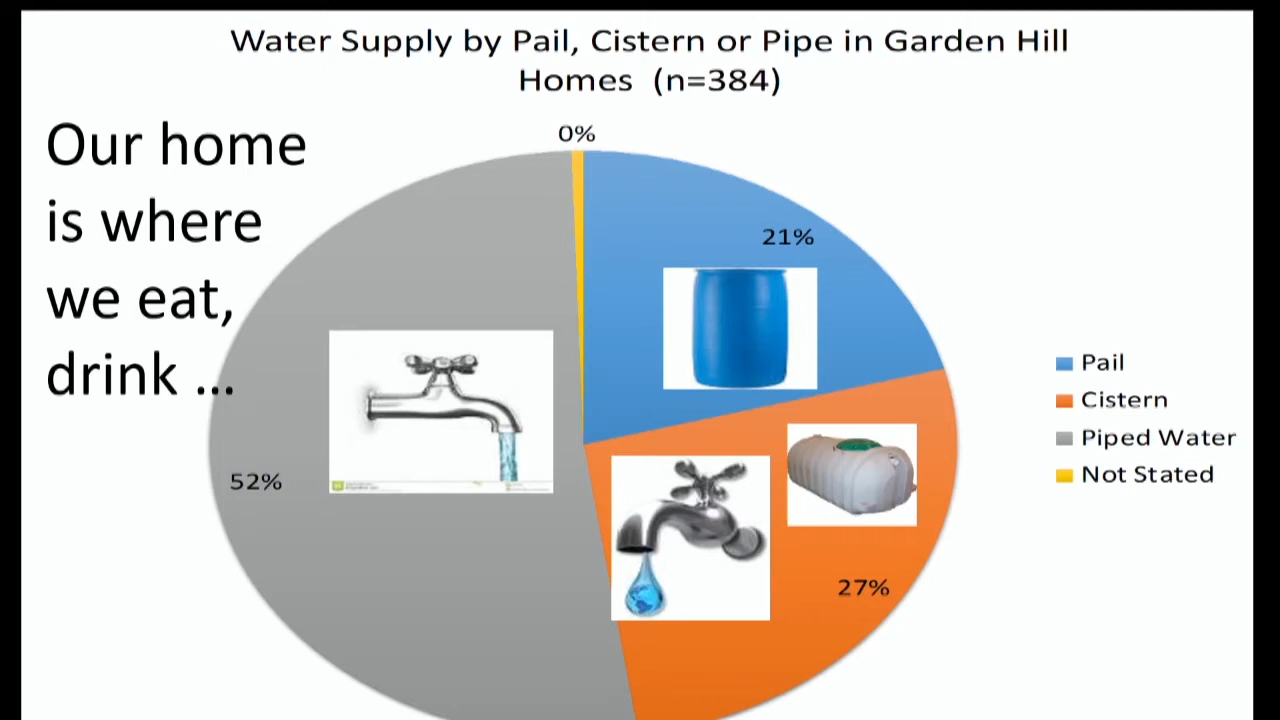 Water Supply by Pail, Cistern or Pipe in Garden Hill
Homes (n=384)
Our home
is where
we eat,
drink ...
0%
21%
52%
27%
Pail
Cistern
Piped Water
Not Stated